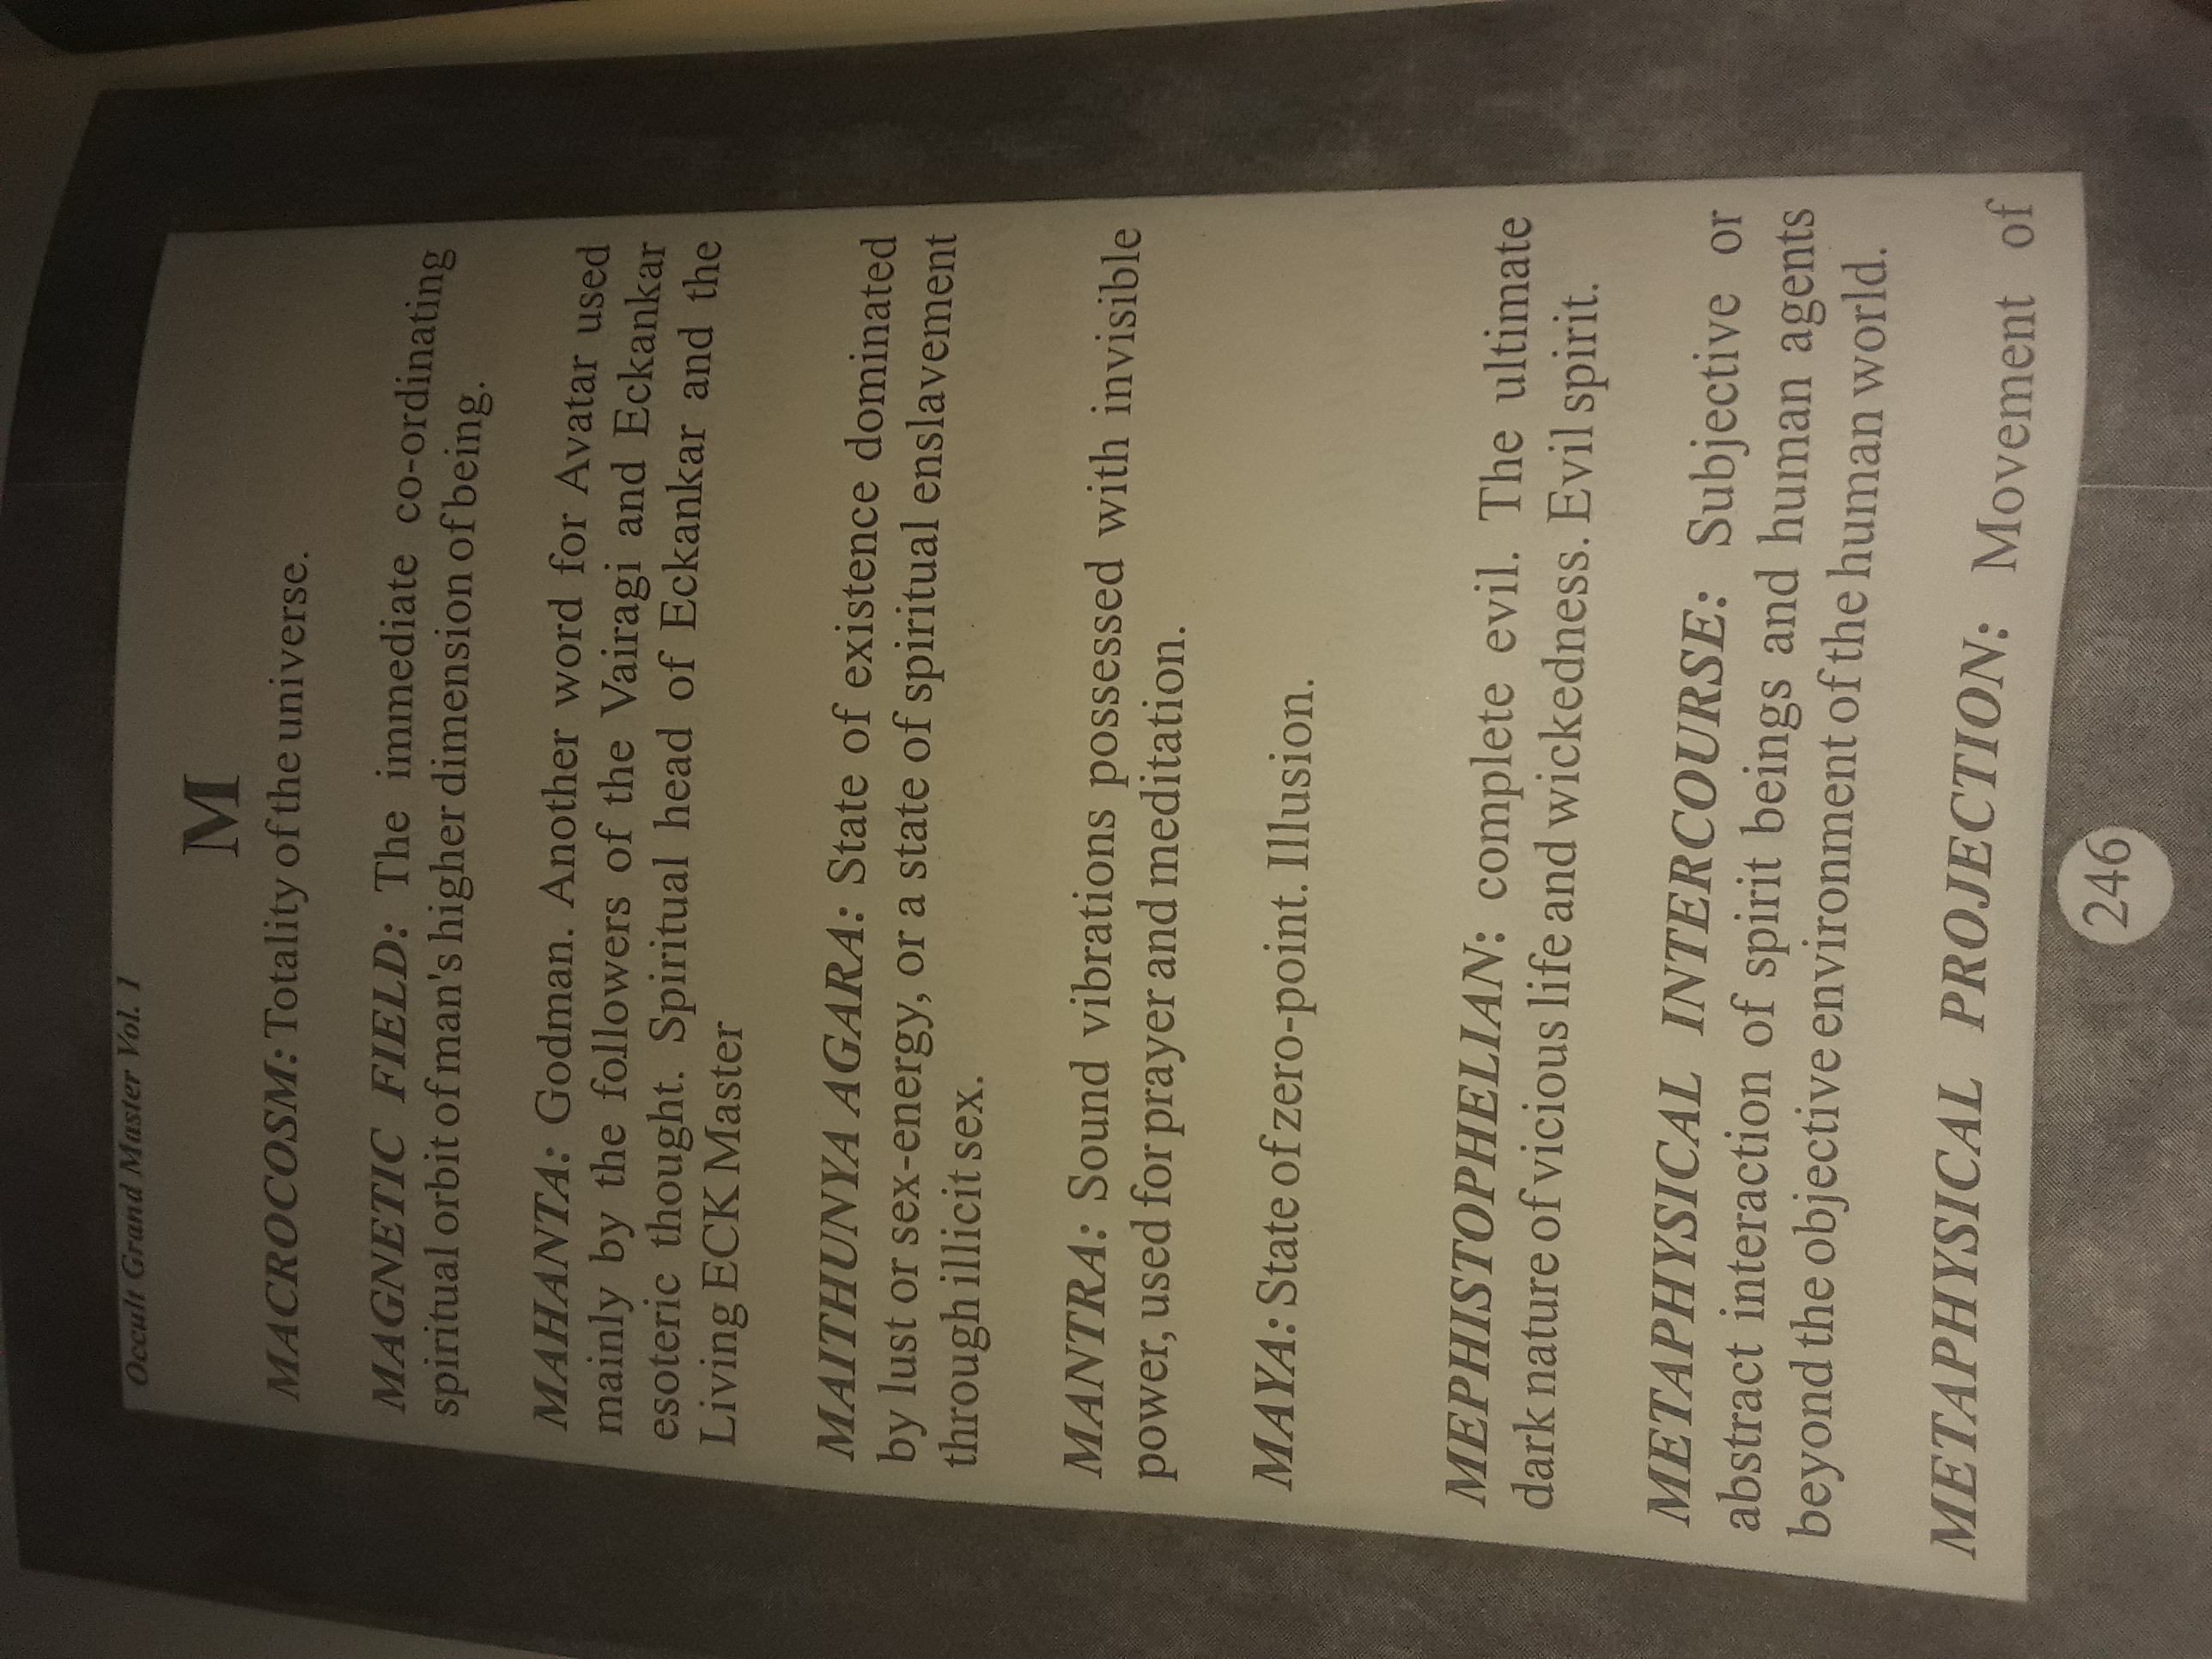 Occult Grand Master Vol. 1
M
MACROCOSM: Totality of the universe.
MAGNETIC FIELD: The immediate co-ordinating
spiritual orbit of man's higher dimension of being.
MAHANTA: Godman. Another word for Avatar used
mainly by the followers of the Vairagi and Eckankar
esoteric thought. Spiritual head of Eckankar and the
Living ECK Master
MAITHUNYA AGARA: State of existence dominated
by lust or sex-energy, or a state of spiritual enslavement
through illicit sex.
MANTRA: Sound vibrations possessed with invisible
power, used for prayer and meditation.
MAYA: State of zero-point. Illusion.
MEPHISTOPHELIAN: complete evil. The ultimate
dark nature of vicious life and wickedness. Evil spirit.
METAPHYSICAL INTERCOURSE: Subjective or
abstract interaction of spirit beings and human agents
beyond the objective environment of the human world.
METAPHYSICAL PROJECTION: Movement of
246